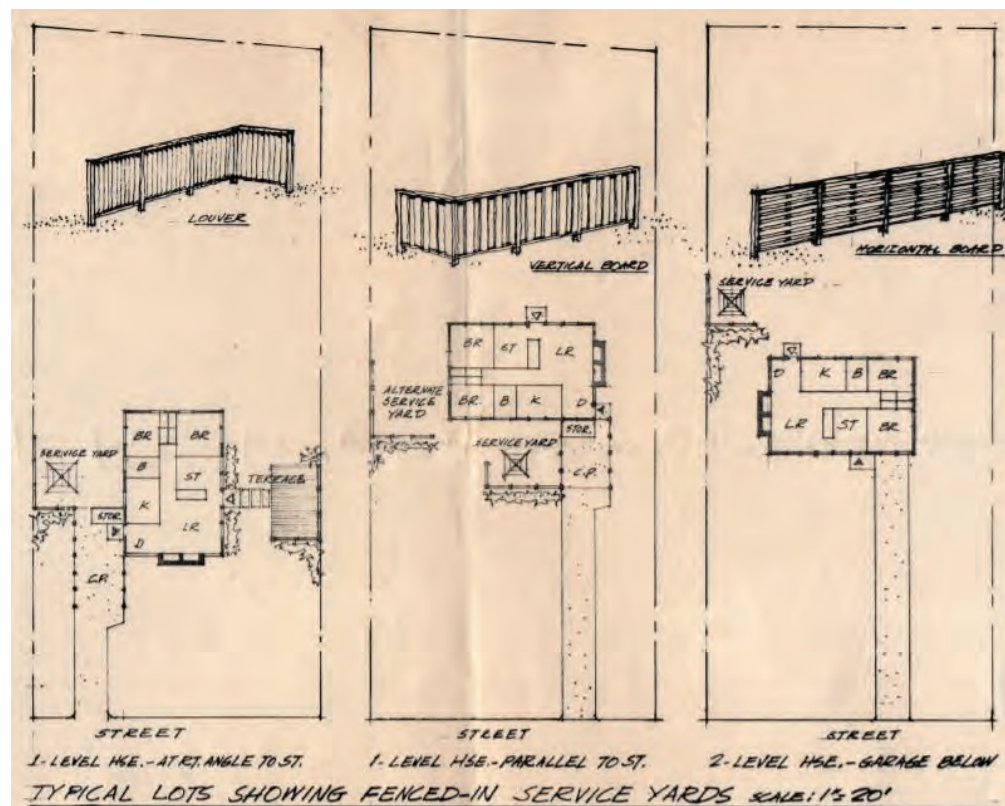 LOUVER
SERVICE YARD
BR
BR
B
ST
K
STOR.
LR
D
C.P.
TERRACE
STREET
1-LEVEL HSE.-AT RT. ANGLE TO ST.
VERTICAL BOARD
BR
ST
LR
BR.
B
K
D
ALTERNATE
SERVICE
YARD
SERVICE YARD
STOR.
C.P.
STREET
1-LEVEL HSE.-PARALLEL TO ST.
HORIZONTAL BOARD
SERVICE YARD
D
K
B
BR
LR
ST
BR
STREET
2-LEVEL HSE.-GARAGE BELOW
TYPICAL LOTS SHOWING FENCED-IN SERVICE YARDS SCALE: 1"=20'